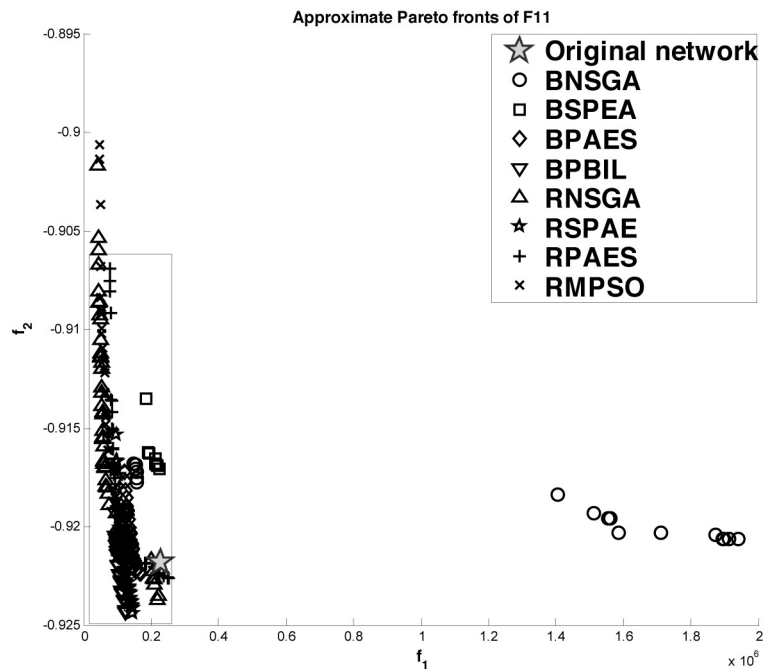 Approximate Pareto fronts of F11
-0.895
Original network
BNSGA
BSPEA
BPAES
BPBIL
RNSGA
RSPAE
RPAES
RMPSO
-0.9
-0.905
-0.91
-0.915
-0.92
-0.925
f2
0 0.2 0.4 0.6 0.8 1 1.2 1.4 1.6 1.8 2
f1
x 10^6